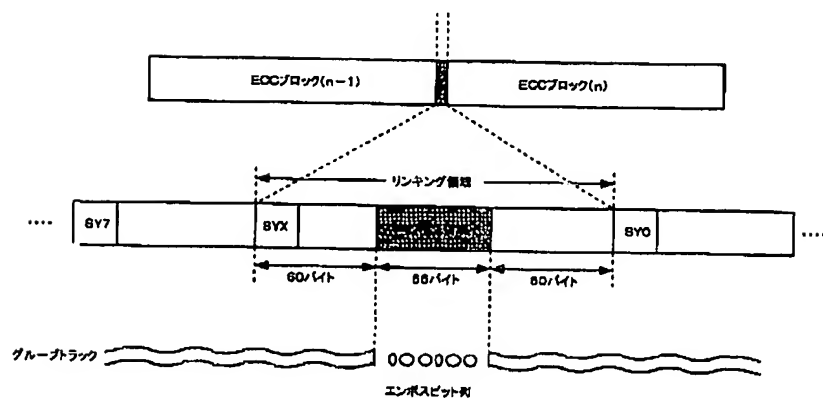 ECCブロック(n−1)
ECCブロック(n)
リンキング領域
....
SY7
SYX
SY0
....
60バイト
66バイト
60バイト
グルーブトラック
エンボスピット列